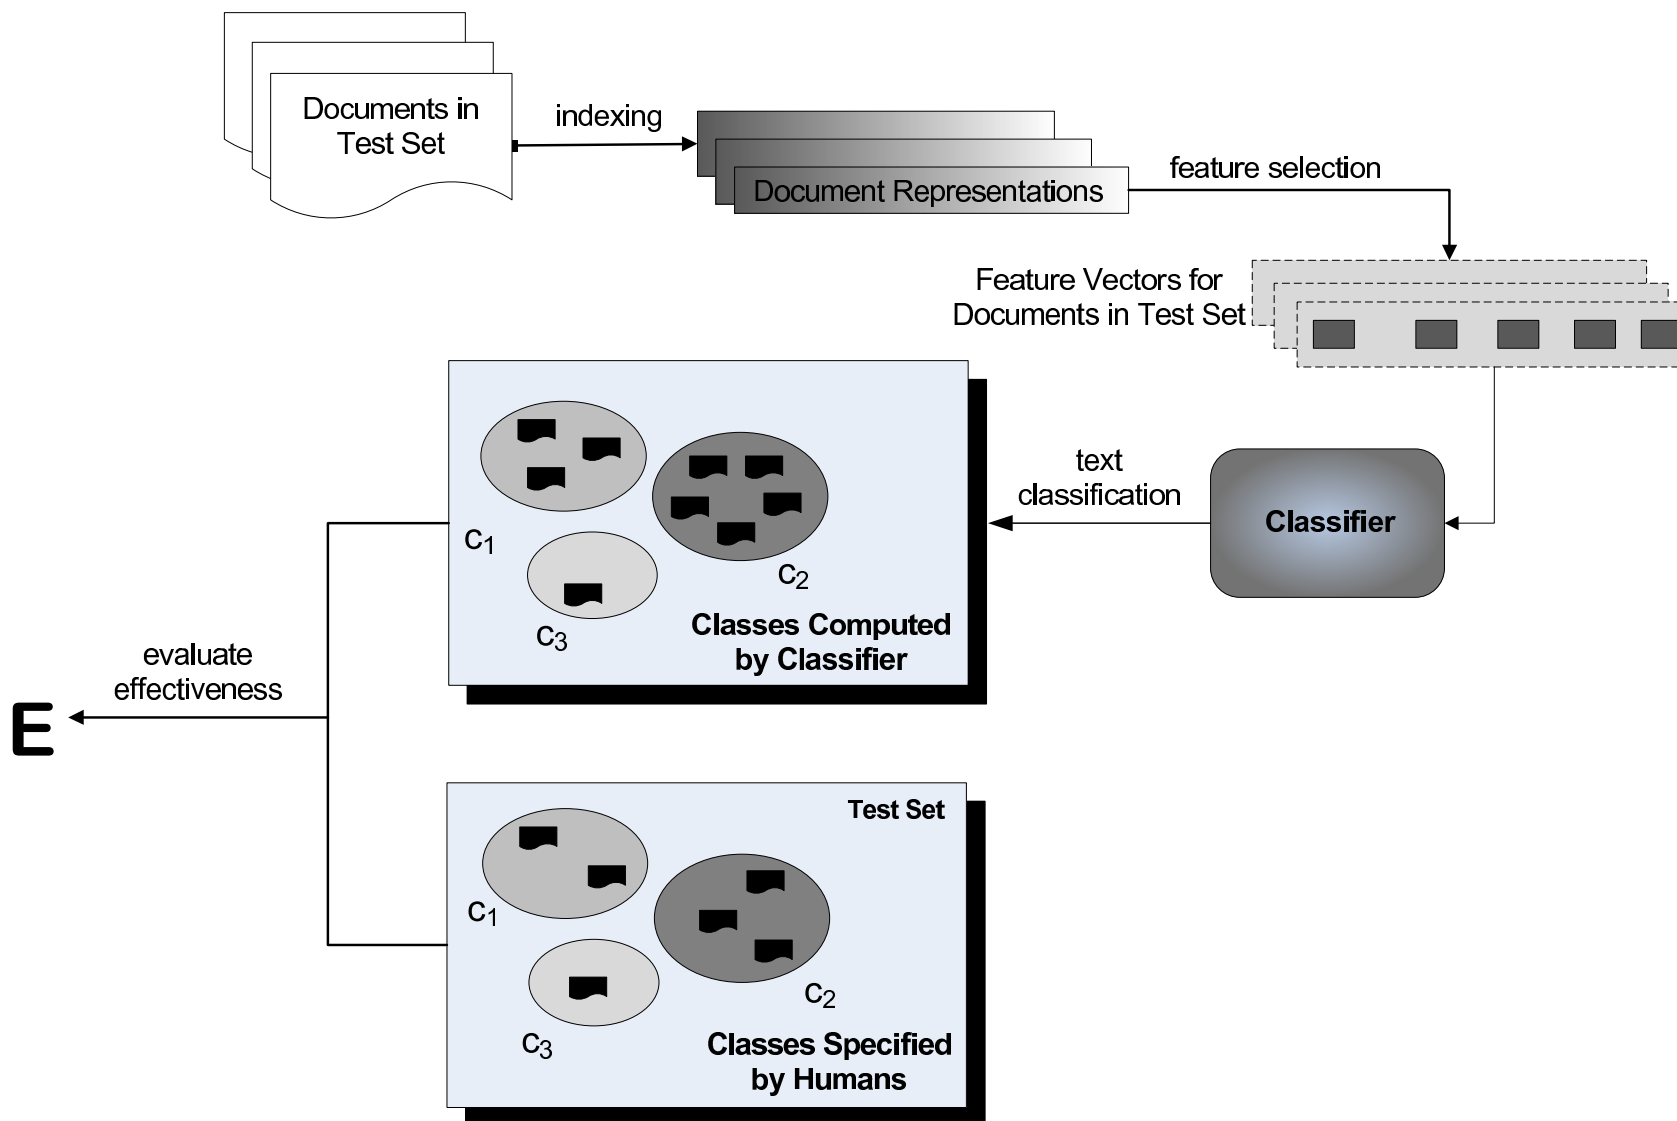 Documents in
Test Set
indexing
Document Representations
feature selection
Feature Vectors for
Documents in Test Set
Classifier
text
classification
c1
c2
c3
Classes Computed
by Classifier
evaluate
effectiveness
E
Test Set
c1
c2
c3
Classes Specified
by Humans